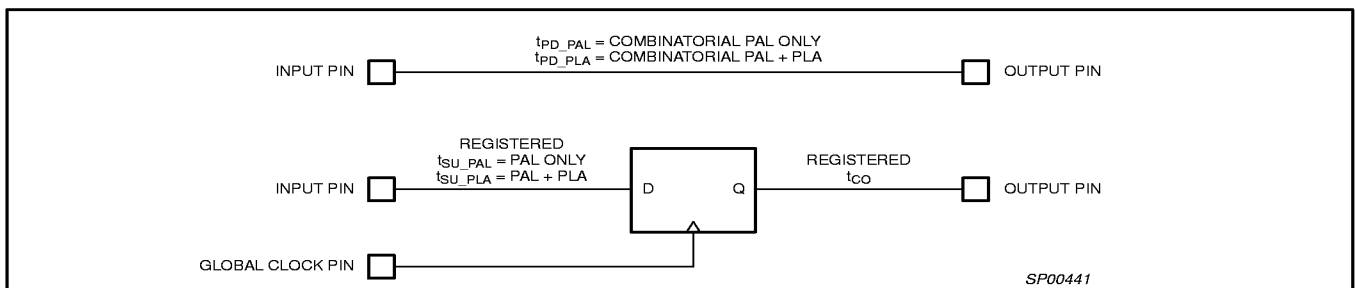 tPD_PAL = COMBINATORIAL PAL ONLY
tPD_PLA = COMBINATORIAL PAL + PLA
INPUT PIN
OUTPUT PIN
REGISTERED
tSU_PAL = PAL ONLY
tSU_PLA = PAL + PLA
REGISTERED
tCO
INPUT PIN
D
Q
OUTPUT PIN
GLOBAL CLOCK PIN
SP00441